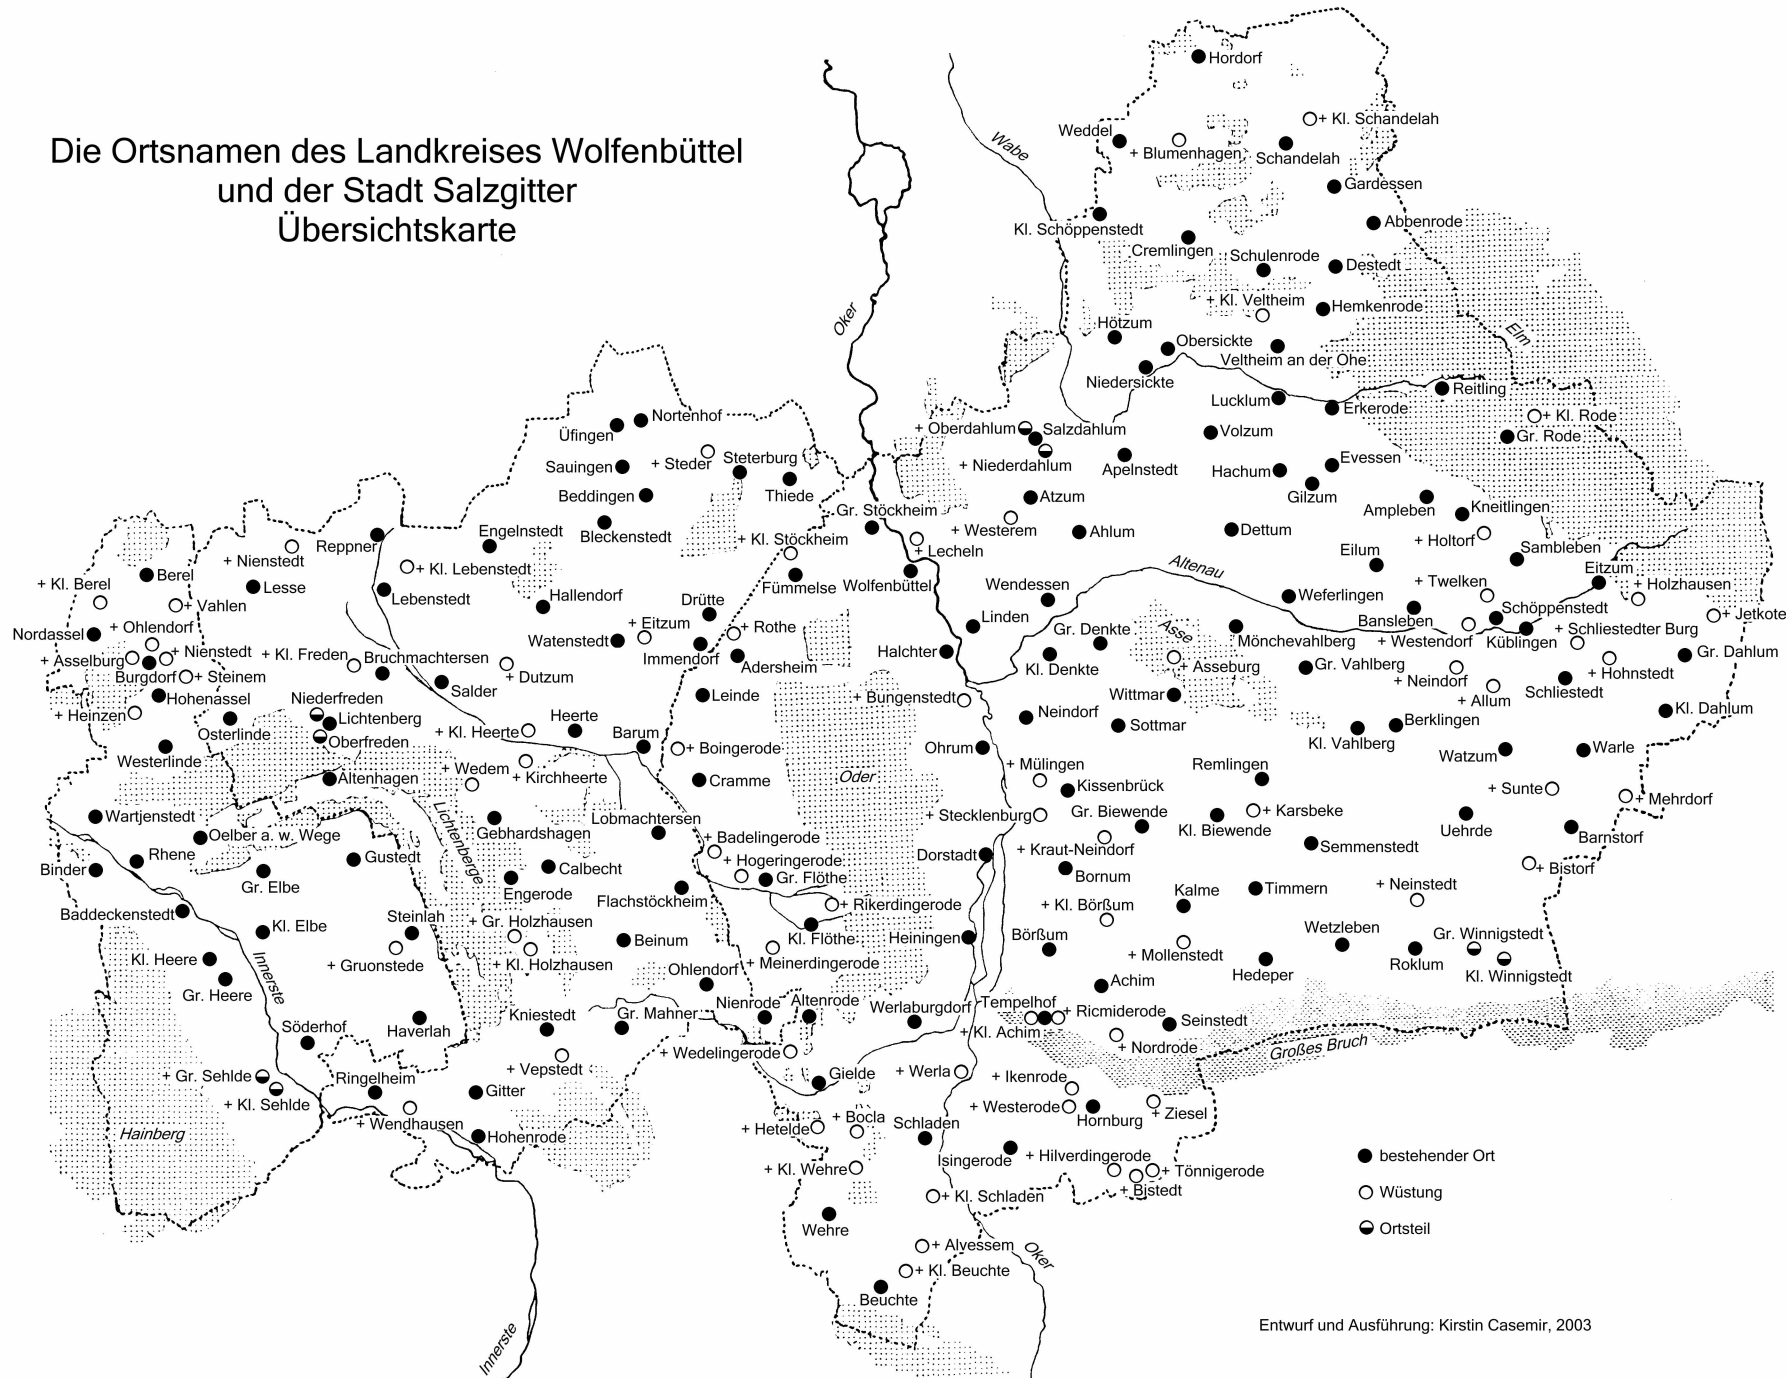 Die Ortsnamen des Landkreises Wolfenbüttel
und der Stadt Salzgitter
Übersichtskarte
Hordorf
+ Kl. Schandelah
Weddel
+ Blumenhagen
Schandelah
Gardessen
Wabe
Kl. Schöppenstedt
Abbenrode
Cremlingen
Schulenrode
Destedt
+ Kl. Veltheim
Hemkenrode
Oker
Hötzum
Elm
Obersickte
Veltheim an der Ohe
Niedersickte
Reitling
Lucklum
Erkerode
Nortenhof
+ Kl. Rode
Üfingen
+ Oberdahlum
Salzdahlum
Volzum
Gr. Rode
+ Steder
Steterburg
Sauingen
+ Niederdahlum
Apelnstedt
Hachum
Evessen
Beddingen
Thiede
Atzum
Gilzum
Ampleben
Kneitlingen
Gr. Stöckheim
Engelnstedt
Bleckenstedt
+ Kl. Stöckheim
+ Westerem
Ahlum
Dettum
+ Holtorf
Reppner
+ Lecheln
Eilum
Sambleben
+ Nienstedt
+ Kl. Lebenstedt
Altenau
Eitzum
+ Kl. Berel
Berel
Lesse
Fümmelse
Wolfenbüttel
Wendessen
+ Twelken
+ Holzhausen
Lebenstedt
Hallendorf
Drütte
Weferlingen
+ Vahlen
Linden
Schöppenstedt
+ Jetkote
Nordassel
+ Ohlendorf
+ Eitzum
+ Rothe
Gr. Denkte
Asse
Bansleben
Küblingen
+ Schliestedter Burg
Watenstedt
Mönchevahlberg
+ Westendorf
+ Asselburg
+ Nienstedt
+ Kl. Freden
Bruchmachtersen
Immendorf
Adersheim
Halchter
Kl. Denkte
+ Asseburg
Gr. Vahlberg
+ Hohnstedt
Gr. Dahlum
Burgdorf
+ Steinem
+ Dutzum
+ Neindorf
Schliestedt
Hohenassel
Salder
Leinde
+ Bungenstedt
Wittmar
+ Allum
+ Heinzen
Niederfreden
Lichtenberg
Neindorf
Sottmar
Berklingen
Kl. Dahlum
Osterlinde
Oberfreden
+ Kl. Heerte
Heerte
Barum
Kl. Vahlberg
Westerlinde
+ Boingerode
Ohrum
Watzum
Warle
+ Wedem
+ Kirchheerte
Oder
+ Mülingen
Remlingen
Altenhagen
Cramme
Kissenbrück
+ Sunte
+ Mehrdorf
Wartjenstedt
Lichtenberge
Gebhardshagen
Lobmachtersen
+ Stecklenburg
Gr. Biewende
+ Karsbeke
Kl. Biewende
Uehrde
Barnstorf
Oelber a. w. Wege
+ Badelingerode
+ Kraut-Neindorf
Semmenstedt
Rhene
Gustedt
+ Hogeringerode
Dorstadt
Binder
Gr. Elbe
Calbecht
Gr. Flöthe
Bornum
+ Bistorf
Engerode
Flachstöckheim
Kalme
Timmern
+ Neinstedt
Baddeckenstedt
Steinlah
+ Gr. Holzhausen
+ Rikerdingerode
+ Kl. Börßum
Kl. Elbe
Wetzleben
Gr. Winnigstedt
Beinum
Kl. Flöthe
Heiningen
Börßum
Kl. Heere
+ Gruonstede
+ Kl. Holzhausen
+ Meinerdingerode
+ Mollenstedt
Hedeper
Roklum
Kl. Winnigstedt
Innerste
Ohlendorf
Achim
Gr. Heere
Kniestedt
Gr. Mahner
Nienrode
Altenrode
Werlaburgdorf
Tempelhof
+ Ricmiderode
Söderhof
Haverlah
+ Kl. Achim
Seinstedt
+ Nordrode
Großes Bruch
+ Vepstedt
+ Wedelingerode
+ Gr. Sehlde
Ringelheim
Gitter
Gielde
+ Werla
+ Ikenrode
+ Kl. Sehlde
+ Westerode
Hornburg
+ Ziesel
+ Wendhausen
+ Bocla
Schladen
Hainberg
Hohenrode
+ Hetelde
Isingerode
+ Hilverdingerode
bestehender Ort
+ Kl. Wehre
+ Tönnigerode
+ Bistedt
+ Kl. Schladen
Wüstung
Wehre
Ortsteil
+ Alvessem
Oker
+ Kl. Beuchte
Beuchte
Innerste
Entwurf und Ausführung: Kirstin Casemir, 2003